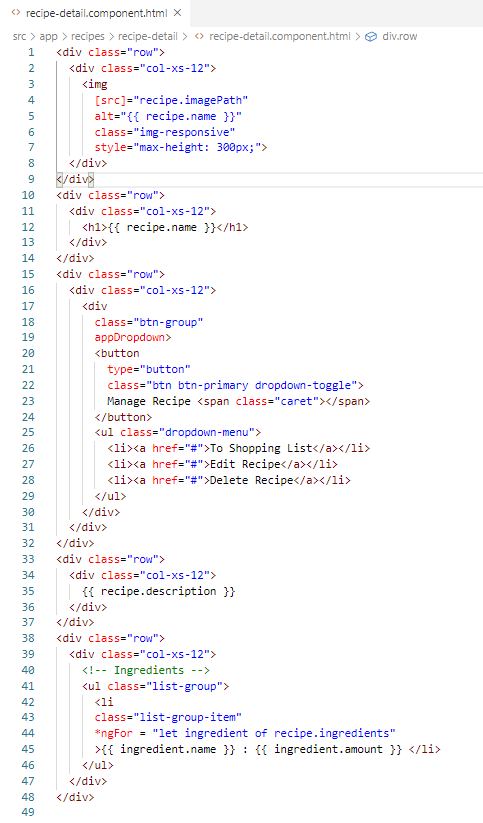 <> recipe-detail.component.html ×
src > app > recipes > recipe-detail > <> recipe-detail.component.html > div.row
1 <div class="row">
2   <div class="col-xs-12">
3     <img
4       [src]="recipe.imagePath"
5       alt="{{ recipe.name }}"
6       class="img-responsive"
7       style="max-height: 300px;">
8   </div>
9 </div>
10 <div class="row">
11   <div class="col-xs-12">
12     <h1>{{ recipe.name }}</h1>
13   </div>
14 </div>
15 <div class="row">
16   <div class="col-xs-12">
17     <div
18       class="btn-group"
19       appDropdown>
20       <button
21         type="button"
22         class="btn btn-primary dropdown-toggle">
23         Manage Recipe <span class="caret"></span>
24       </button>
25       <ul class="dropdown-menu">
26         <li><a href="#">To Shopping List</a></li>
27         <li><a href="#">Edit Recipe</a></li>
28         <li><a href="#">Delete Recipe</a></li>
29       </ul>
30     </div>
31   </div>
32 </div>
33 <div class="row">
34   <div class="col-xs-12">
35     {{ recipe.description }}
36   </div>
37 </div>
38 <div class="row">
39   <div class="col-xs-12">
40     <!-- Ingredients -->
41     <ul class="list-group">
42       <li
43       class="list-group-item"
44       *ngFor = "let ingredient of recipe.ingredients"
45       >{{ ingredient.name }} : {{ ingredient.amount }} </li>
46     </ul>
47   </div>
48 </div>
49